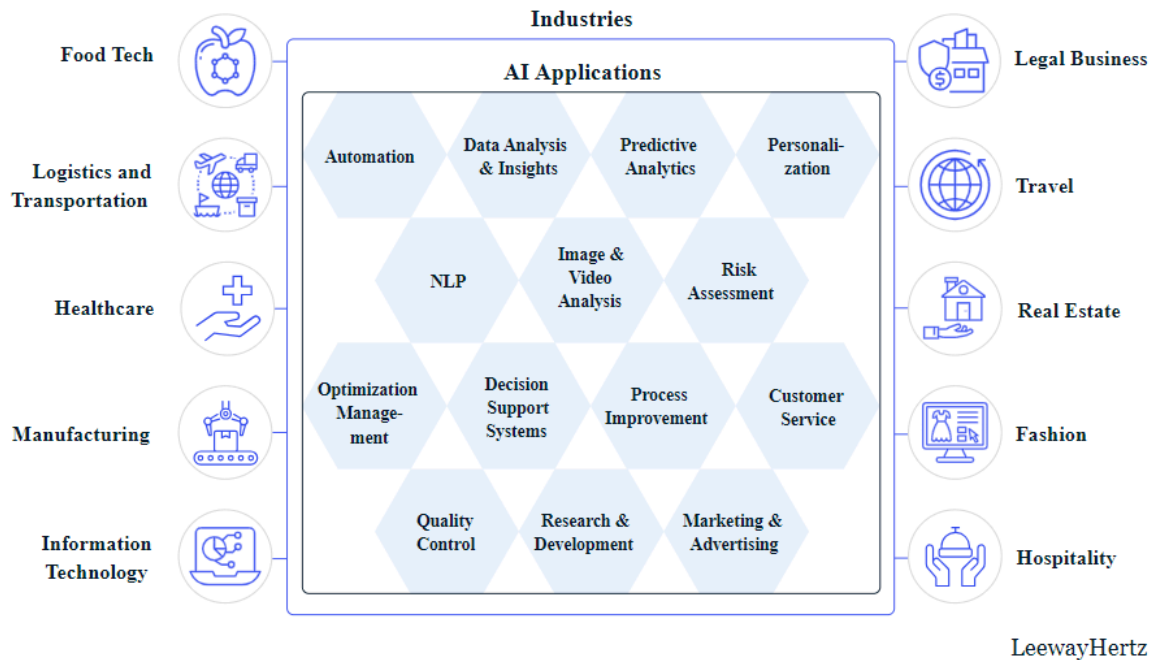 Industries
AI Applications
Food Tech
Logistics and
Transportation
Healthcare
Manufacturing
Information
Technology
Automation
Data Analysis
& Insights
Predictive
Analytics
Personali-
zation
NLP
Image &
Video
Analysis
Risk
Assessment
Optimization
Manage-
ment
Decision
Support
Systems
Process
Improvement
Customer
Service
Quality
Control
Research &
Development
Marketing &
Advertising
Legal Business
Travel
Real Estate
Fashion
Hospitality
LeewayHertz